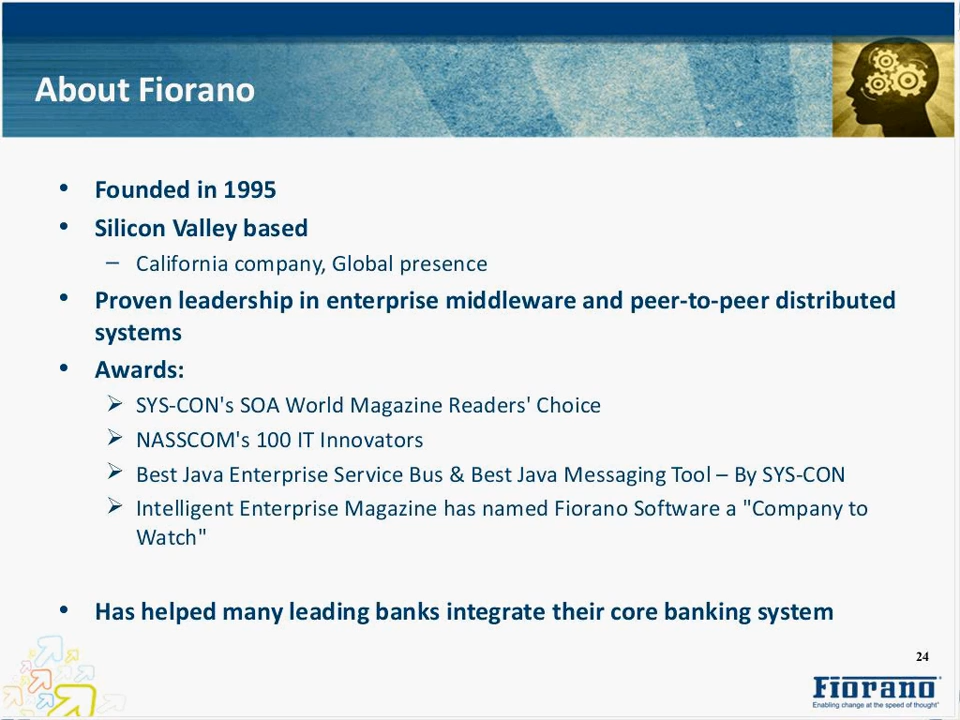 About Fiorano
• Founded in 1995
• Silicon Valley based
– California company, Global presence
• Proven leadership in enterprise middleware and peer-to-peer distributed
systems
• Awards:
➢ SYS-CON's SOA World Magazine Readers' Choice
➢ NASSCOM's 100 IT Innovators
➢ Best Java Enterprise Service Bus & Best Java Messaging Tool – By SYS-CON
➢ Intelligent Enterprise Magazine has named Fiorano Software a "Company to
Watch"
• Has helped many leading banks integrate their core banking system
24
Fiorano
Enabling change at the speed of thought